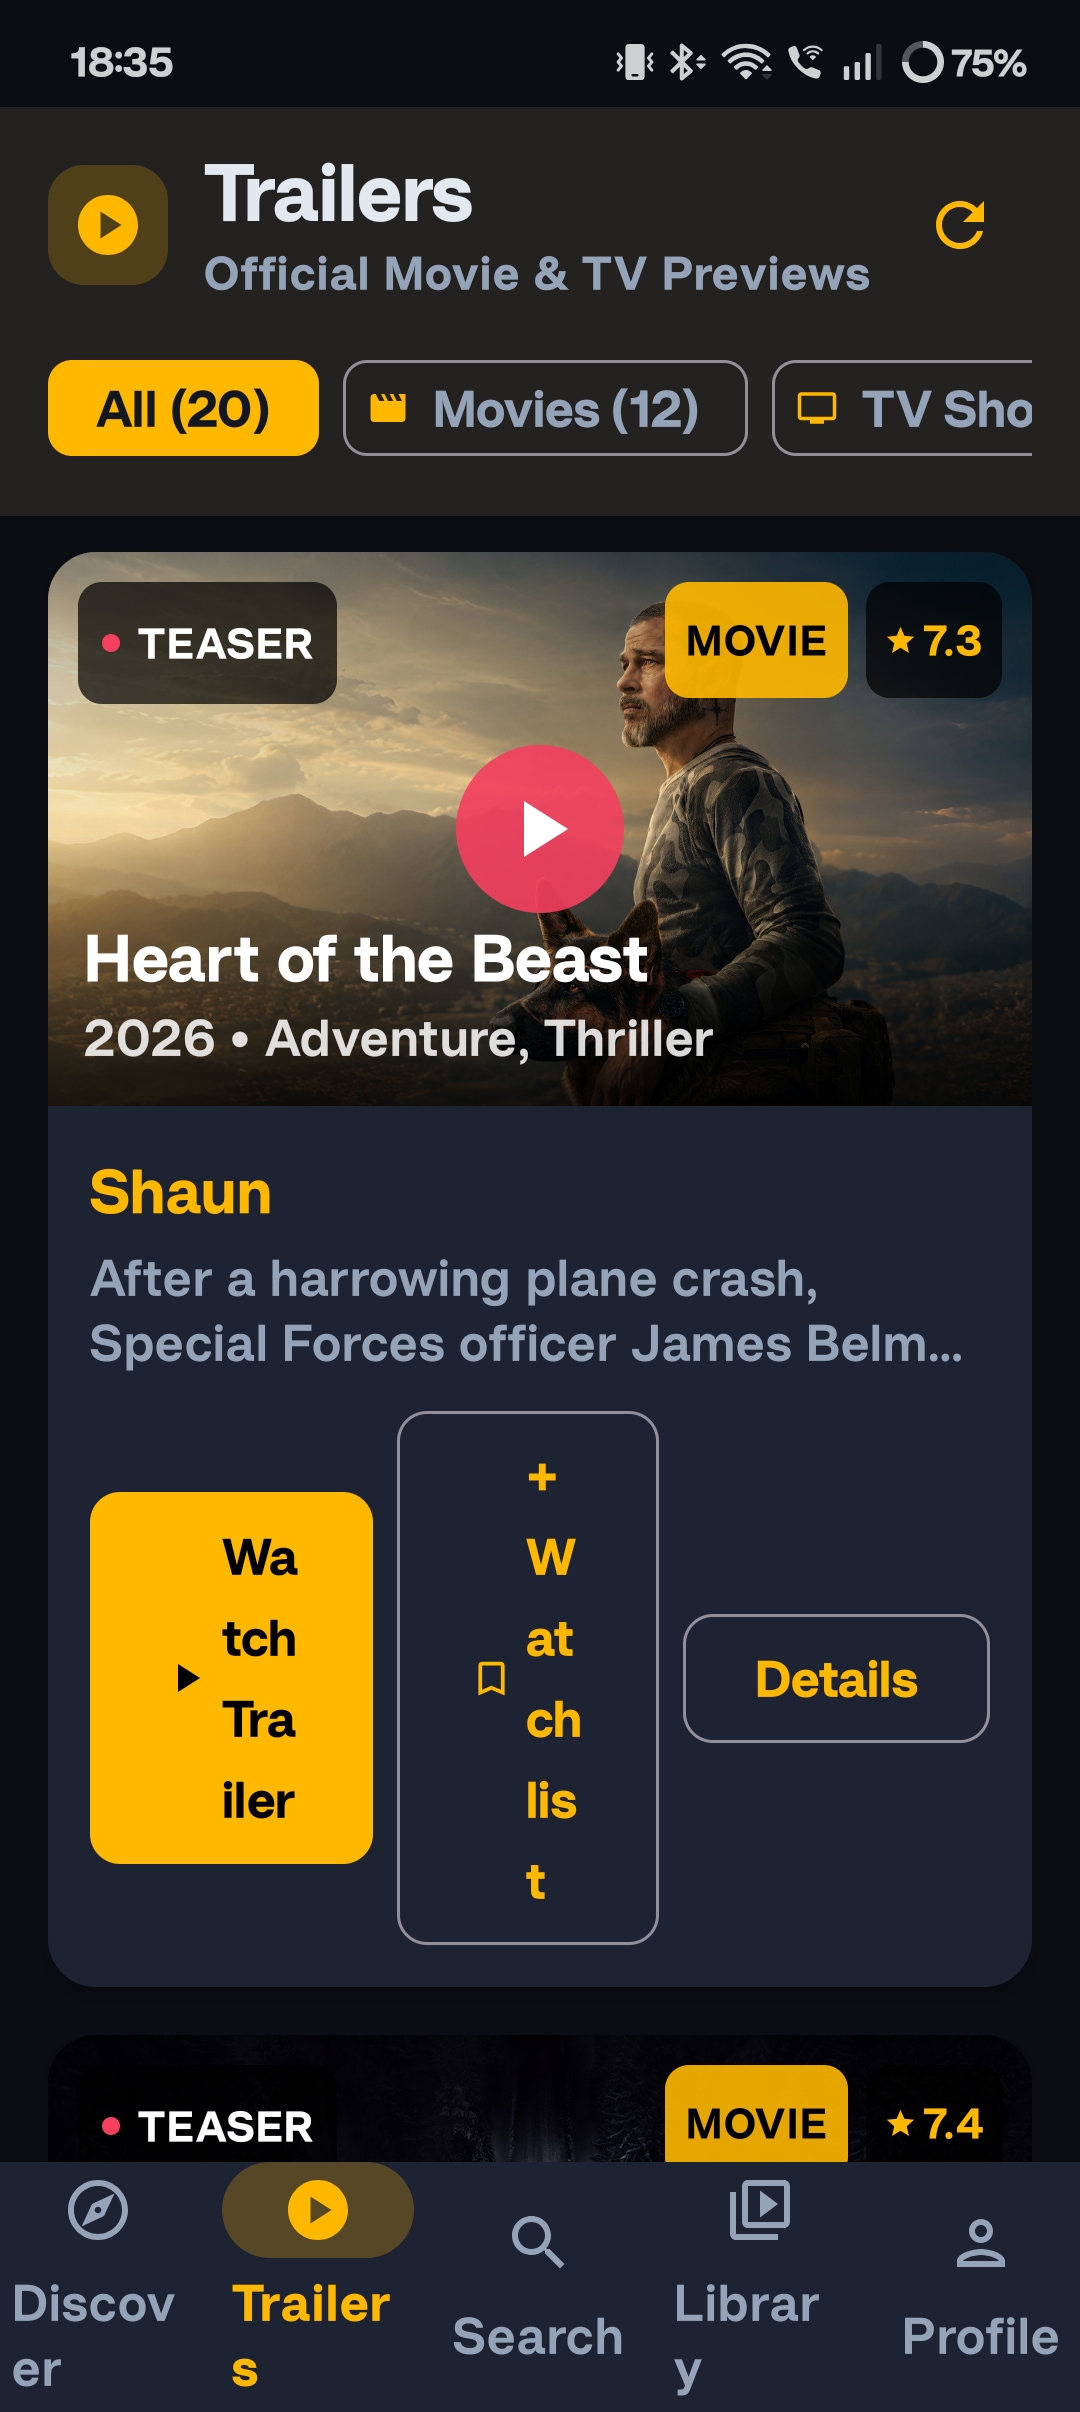 18:35
75%
Trailers
Official Movie & TV Previews
All (20)
Movies (12)
TV Sho
TEASER
MOVIE
7.3
Heart of the Beast
2026 • Adventure, Thriller
Shaun
After a harrowing plane crash,
Special Forces officer James Belm...
Wa
tch
Tra
iler
+
W
at
ch
lis
t
Details
TEASER
MOVIE
7.4
Discov
er
Trailer
s
Search
Librar
y
Profile